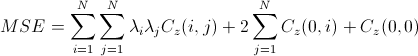 $MSE = \sum_{i=1}^{N} \sum_{j=1}^{N} \lambda_i \lambda_j C_z(i,j) + 2 \sum_{j=1}^{N} C_z(0,i) + C_z(0,0)$